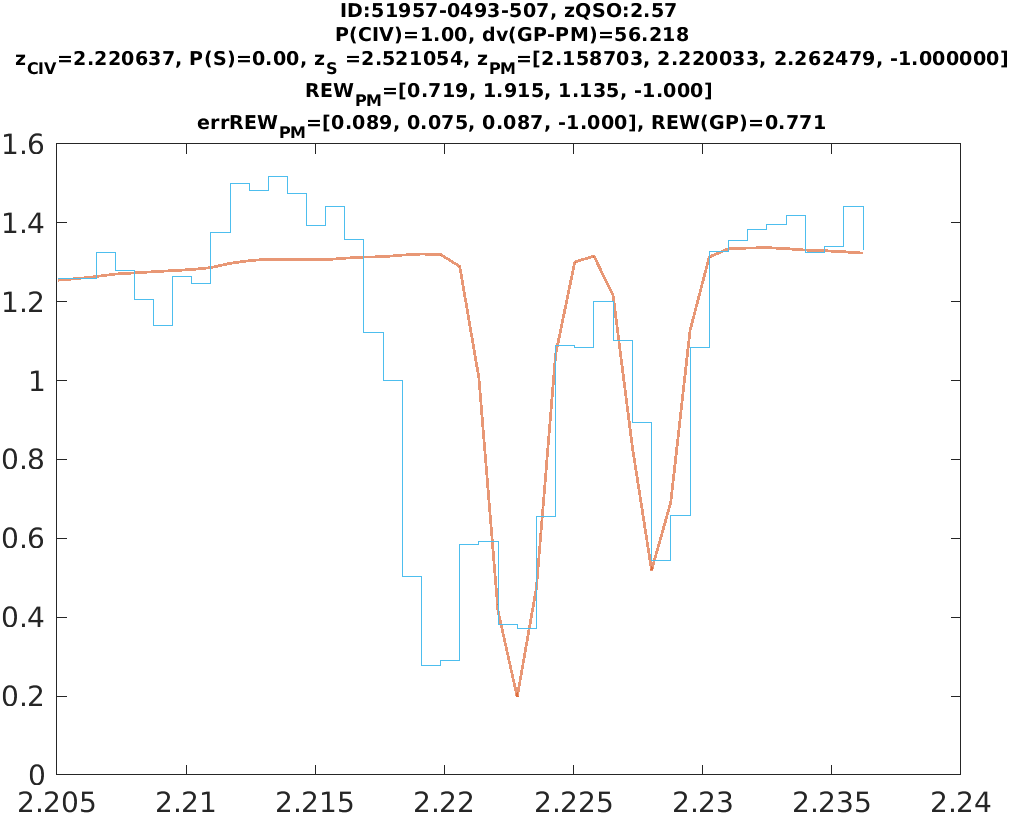 ID:51957-0493-507, zQSO:2.57
P(CIV)=1.00, dv(GP-PM)=56.218
zCIV=2.220637, P(S)=0.00, zS =2.521054, zPM=[2.158703, 2.220033, 2.262479, -1.000000]
REWPM=[0.719, 1.915, 1.135, -1.000]
errREWPM=[0.089, 0.075, 0.087, -1.000], REW(GP)=0.771
1.6
1.4
1.2
1
0.8
0.6
0.4
0.2
0
2.205 2.21 2.215 2.22 2.225 2.23 2.235 2.24